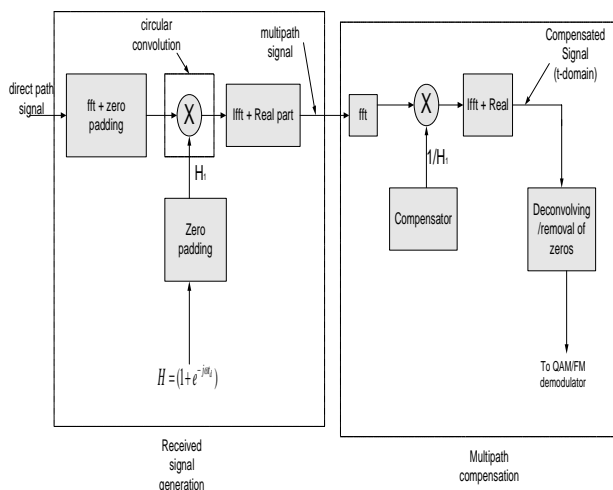 circular
convolution
multipath
signal
Compensated
Signal
(t-domain)
direct path
signal
fft + zero
padding
X
Ifft + Real part
fft
X
Ifft + Real
H₁
1/H₁
Zero
padding
Compensator
Deconvolving
/removal of
zeros
H = (1 + e^{-jωt_d})
To QAM/FM
demodulator
Received
signal
generation
Multipath
compensation